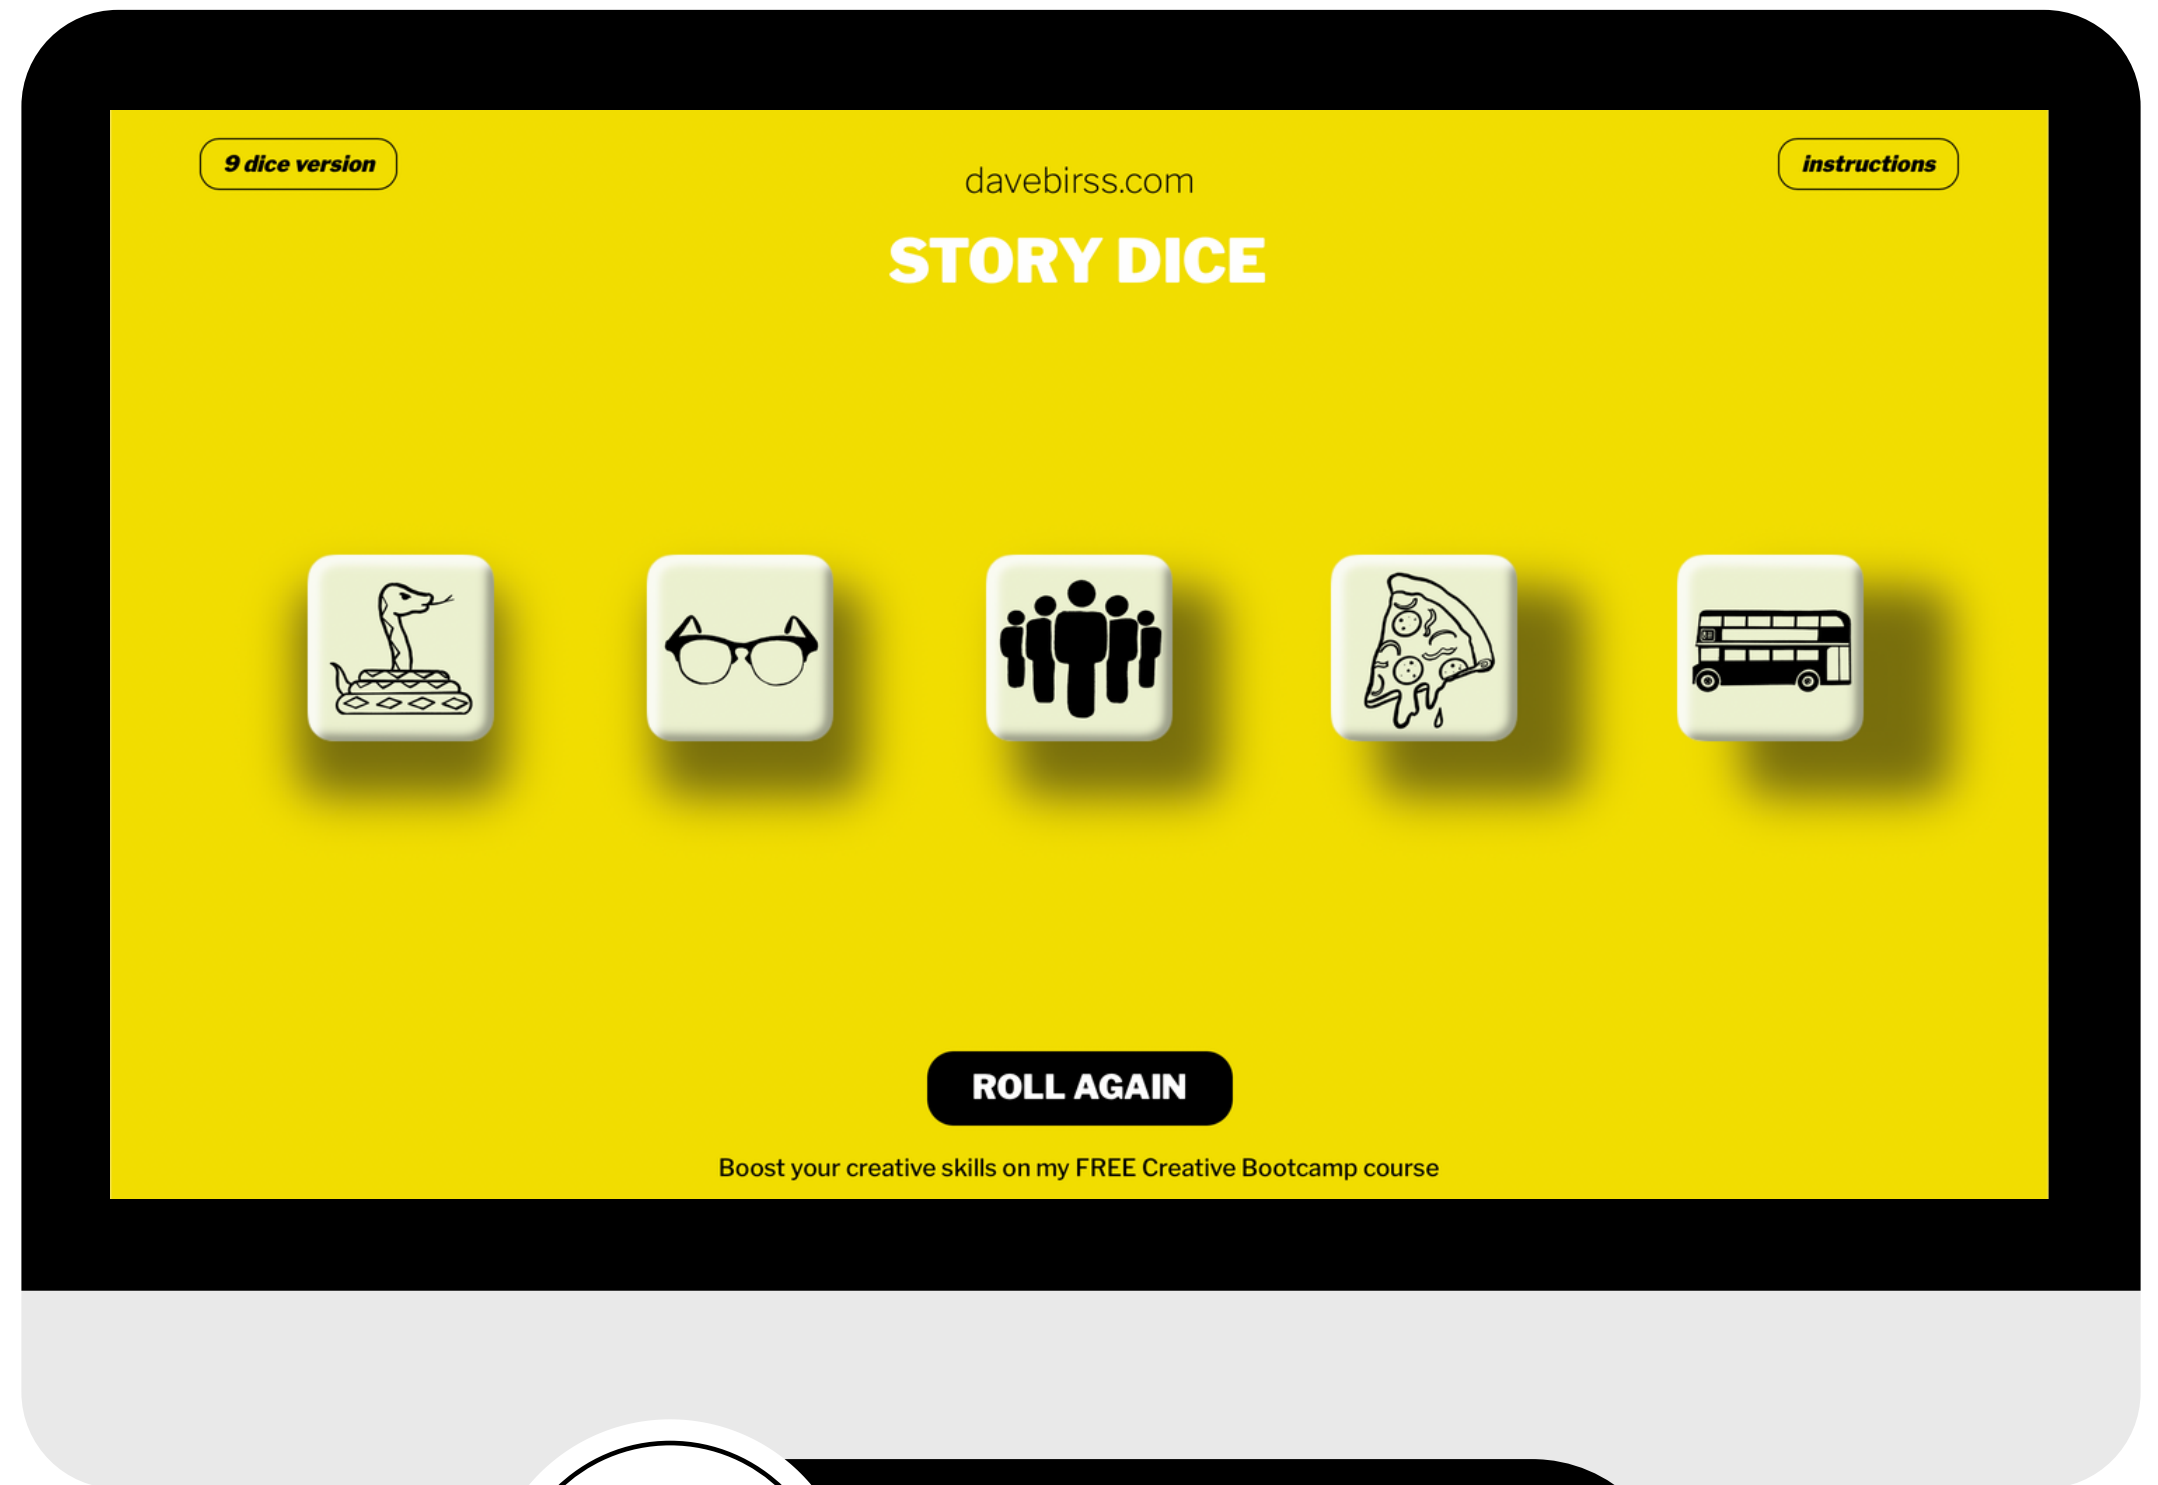 9 dice version
instructions
davebirss.com
STORY DICE
ROLL AGAIN
Boost your creative skills on my FREE Creative Bootcamp course